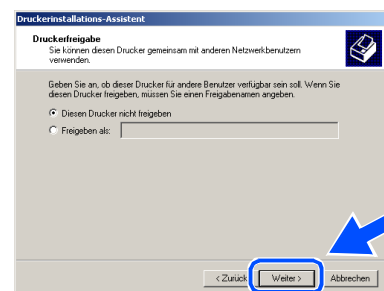 Druckerinstallations-Assistent
Druckerfreigabe
Sie können diesen Drucker gemeinsam mit anderen Netzwerkbenutzern
verwenden.
Geben Sie an, ob dieser Drucker für andere Benutzer verfügbar sein soll. Wenn Sie
diesen Drucker freigeben, müssen Sie einen Freigabenamen angeben.
Diesen Drucker nicht freigeben
Freigeben als:
< Zurück Weiter > Abbrechen